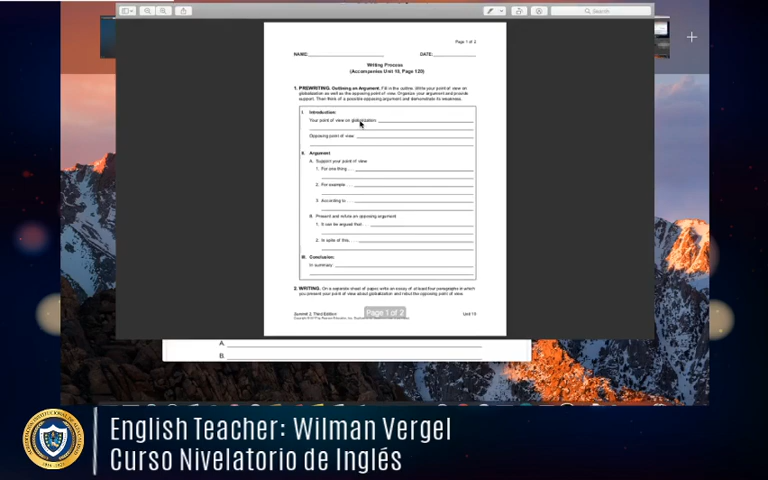 Search
Page 1 of 2
NAME: DATE:
Writing Process
(Accompanies Unit 10, Page 120)
1. PREWRITING. Outlining an Argument. Fill in the outline. Write your point of view on
globalization as well as the opposing point of view. Organize your argument and provide
support. Then think of a possible opposing argument and demonstrate its weakness.
I. Introduction:
Your point of view on globalization:
Opposing point of view:
II. Argument
A. Support your point of view
1. For one thing . . .
2. For example . . .
3. According to . . .
B. Present and refute an opposing argument
1. It can be argued that . . .
2. In spite of this, . . .
III. Conclusion:
In summary
2. WRITING. On a separate sheet of paper, write an essay of at least four paragraphs in which
you present your point of view about globalization and rebut the opposing point of view.
Summit 2, Third Edition Unit 10
Page 1 of 2
A.
B.
English Teacher: Wilman Vergel
Curso Nivelatorio de Inglés